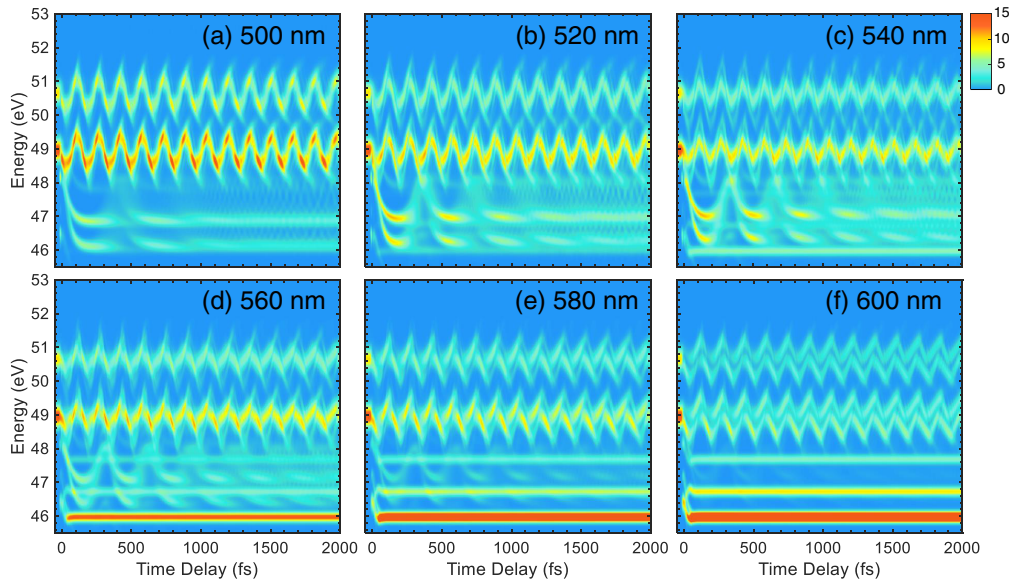 53
52
51
50
49
48
47
46
Energy (eV)
(a) 500 nm
(b) 520 nm
(c) 540 nm
15
10
5
0
53
52
51
50
49
48
47
46
Energy (eV)
(d) 560 nm
(e) 580 nm
(f) 600 nm
0 500 1000 1500 2000
0 500 1000 1500 2000
0 500 1000 1500 2000
Time Delay (fs)
Time Delay (fs)
Time Delay (fs)